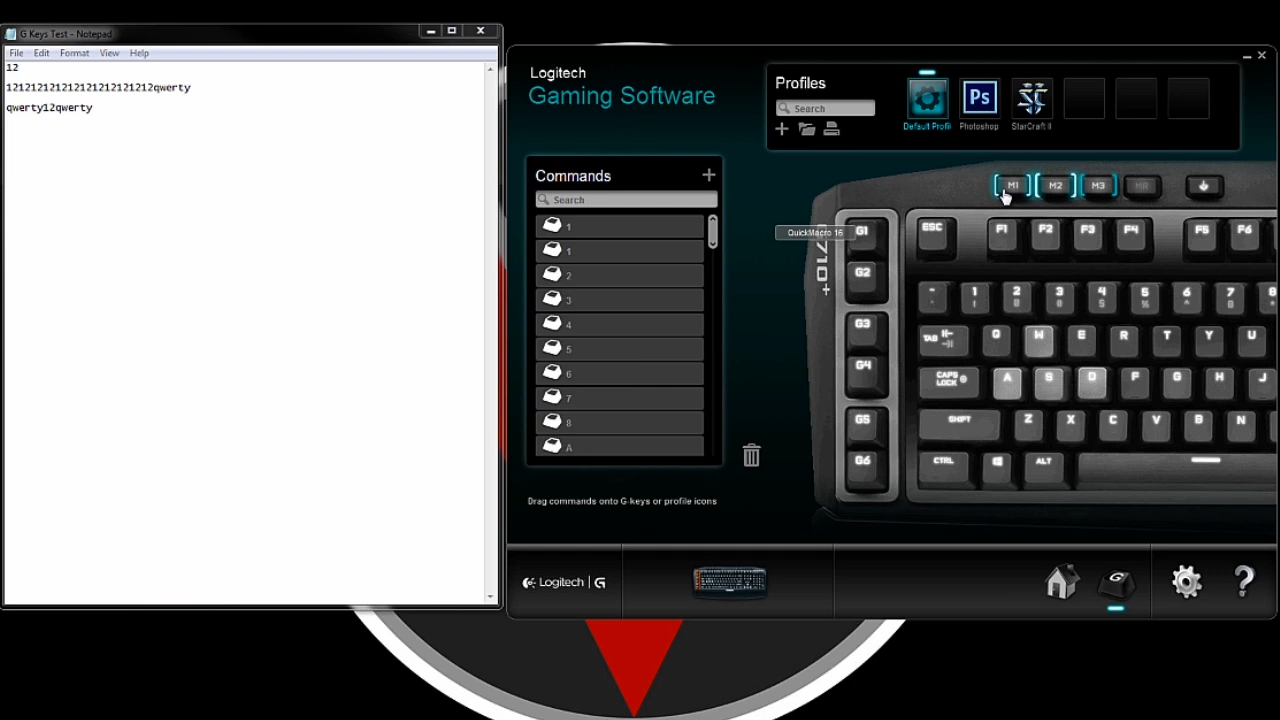 G Keys Test - Notepad
File Edit Format View Help
12
121212121212121212121212qwerty
qwerty12qwerty
Logitech
Gaming Software
Profiles
Search
Ps
Default Profi
Photoshop
StarCraft II
Commands
Search
1
1
2
3
4
5
6
7
8
A
Drag commands onto G-keys or profile icons
QuickMacro 16
G710+
M1 M2 M3 MR
G1
G2
G3
G4
G5
G6
ESC F1 F2 F3 F4 F5 F6
1 2 3 4 5 6 7
TAB Q W E R T Y U
CAPS LOCK A S D F G H J
SHIFT Z X C V B N
CTRL ALT
Logitech | G
G
?